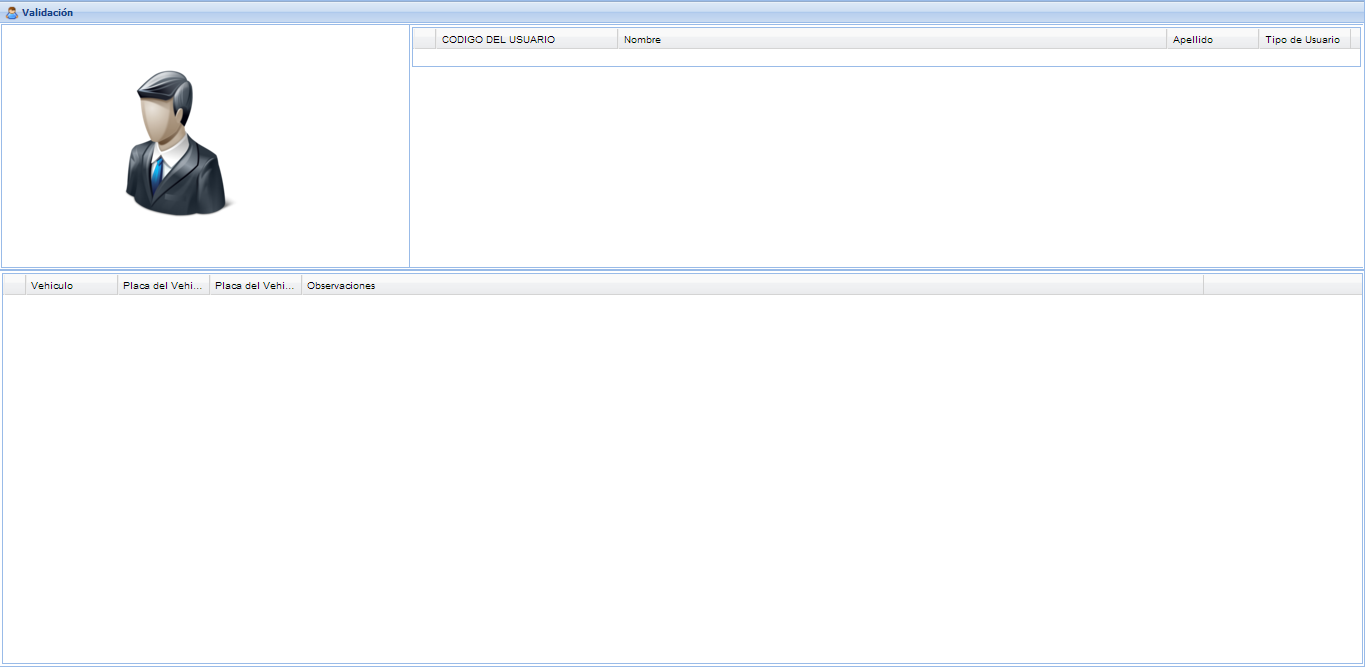 Validación
CODIGO DEL USUARIO Nombre Apellido Tipo de Usuario
Vehiculo Placa del Vehi... Placa del Vehi... Observaciones